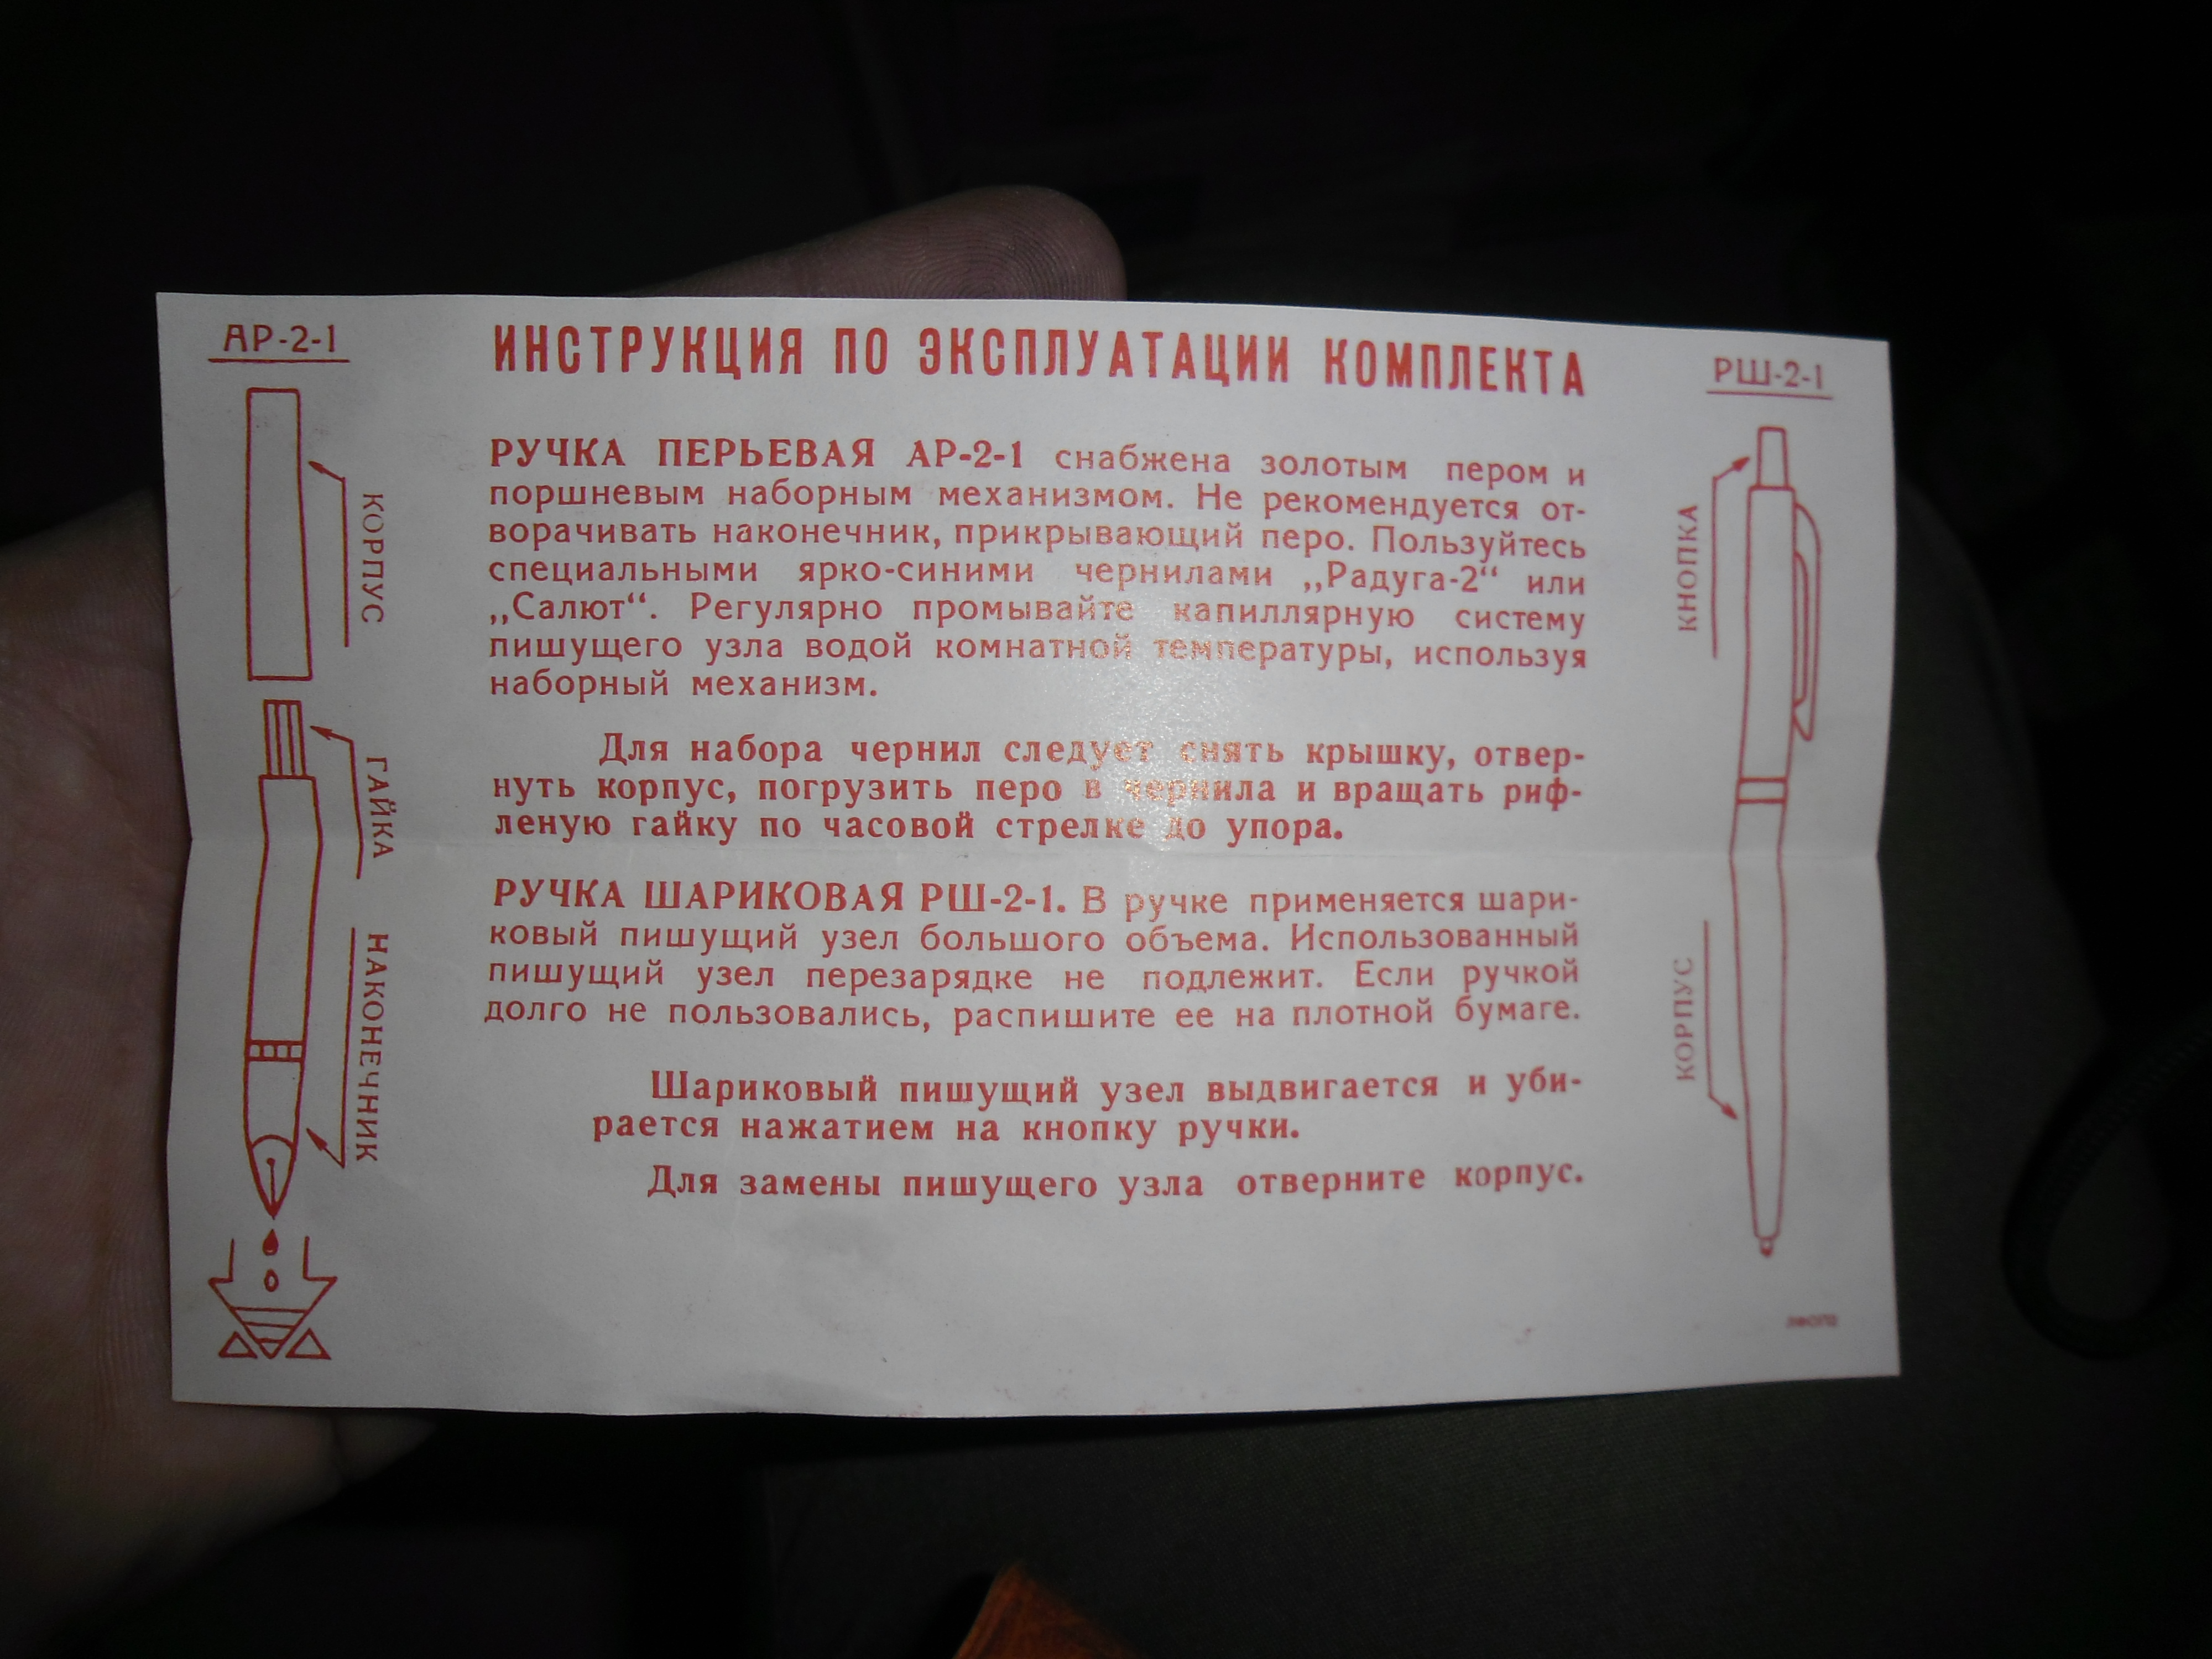 АР-2-1
КОРПУС
ГАЙКА
НАКОНЕЧНИК
ИНСТРУКЦИЯ ПО ЭКСПЛУАТАЦИИ КОМПЛЕКТА
РУЧКА ПЕРЬЕВАЯ АР-2-1 снабжена золотым пером и
поршневым наборным механизмом. Не рекомендуется от-
ворачивать наконечник, прикрывающий перо. Пользуйтесь
специальными ярко-синими чернилами „Радуга-2“ или
„Салют“. Регулярно промывайте капиллярную систему
пишущего узла водой комнатной температуры, используя
наборный механизм.
Для набора чернил следует снять крышку, отвер-
нуть корпус, погрузить перо в чернила и вращать риф-
леную гайку по часовой стрелке до упора.
РУЧКА ШАРИКОВАЯ РШ-2-1. В ручке применяется шари-
ковый пишущий узел большого объема. Использованный
пишущий узел перезарядке не подлежит. Если ручкой
долго не пользовались, распишите ее на плотной бумаге.
Шариковый пишущий узел выдвигается и уби-
рается нажатием на кнопку ручки.
Для замены пишущего узла отверните корпус.
РШ-2-1
КНОПКА
КОРПУС